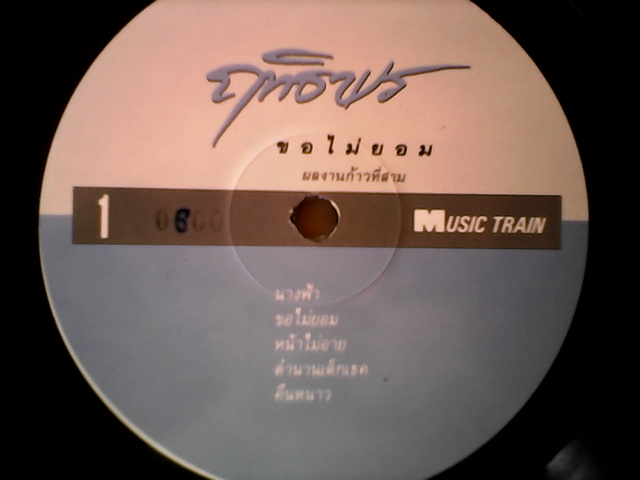 ฤทธิพร
ขอไม่ยอม
ผลงานก้าวที่สาม
1 0600 MUSIC TRAIN
นางฟ้า
ขอไม่ยอม
หน้าไม่อาย
ตำนานเด็กเธค
คืนหนาว